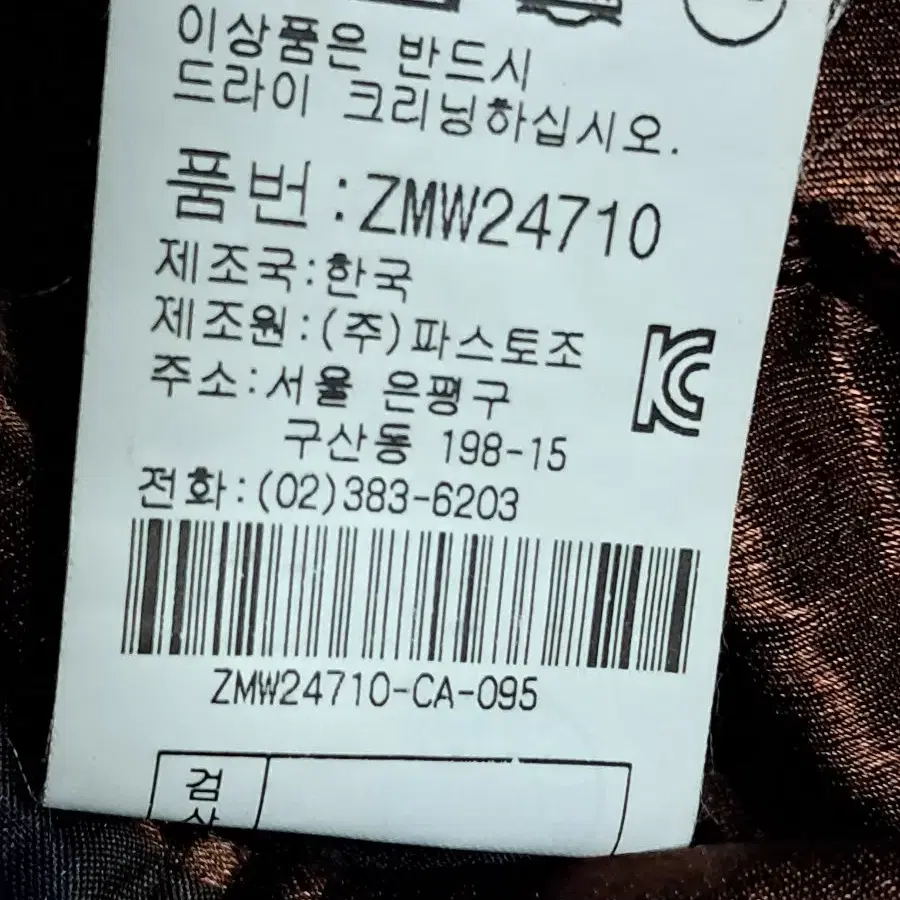 이상품은 반드시
드라이 크리닝하십시오.
품번:ZMW24710
제조국:한국
제조원:(주)파스토조
주소:서울 은평구
구산동 198-15
전화:(02)383-6203
ZMW24710-CA-095
검